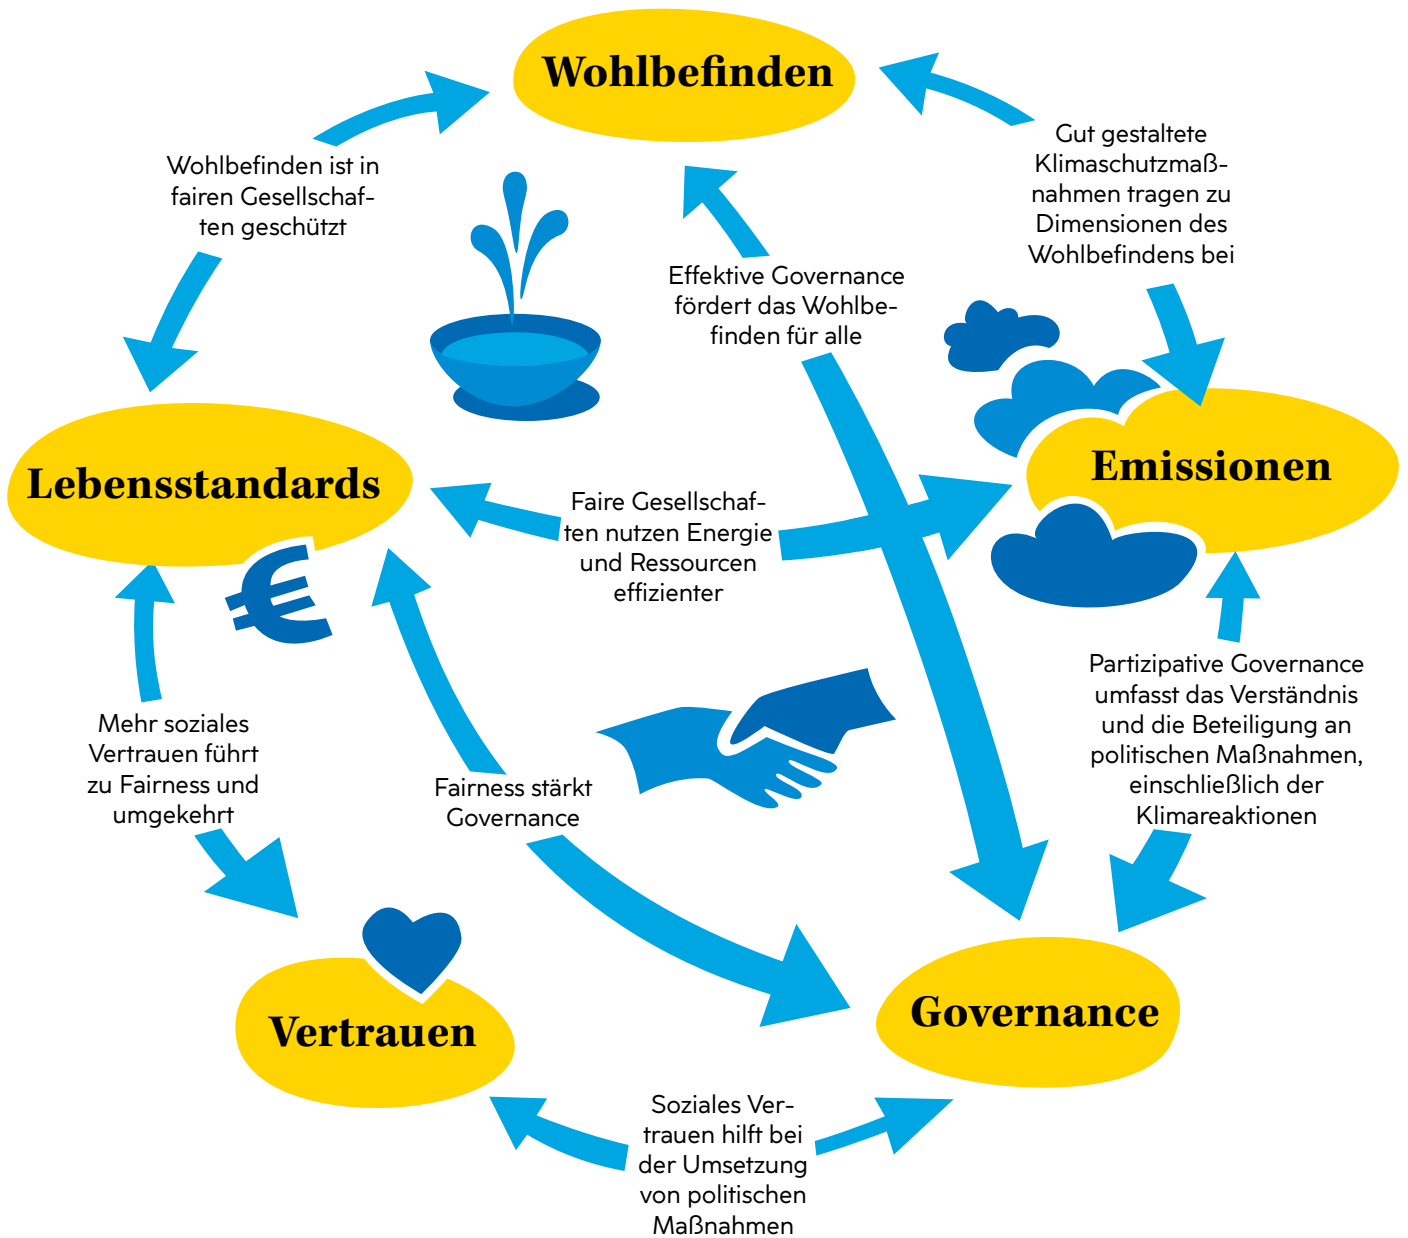 Wohlbefinden
Gut gestaltete
Klimaschutzmaß-
nahmen tragen zu
Dimensionen des
Wohlbefindens bei
Wohlbefinden ist in
fairen Gesellschaf-
ten geschützt
Effektive Governance
fördert das Wohlbe-
finden für alle
Lebensstandards
Emissionen
Faire Gesellschaf-
ten nutzen Energie
und Ressourcen
effizienter
Partizipative Governance
umfasst das Verständnis
und die Beteiligung an
politischen Maßnahmen,
einschließlich der
Klimareaktionen
Mehr soziales
Vertrauen führt
zu Fairness und
umgekehrt
Fairness stärkt
Governance
Vertrauen
Governance
Soziales Ver-
trauen hilft bei
der Umsetzung
von politischen
Maßnahmen